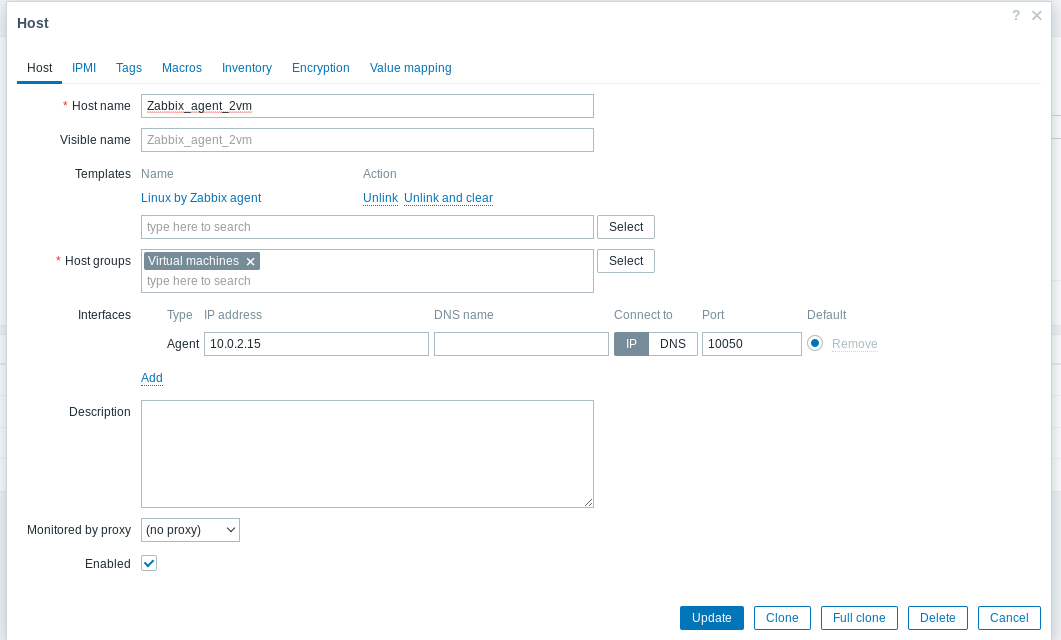 Host
?
Host IPMI Tags Macros Inventory Encryption Value mapping
* Host name Zabbix_agent_2vm
Visible name Zabbix_agent_2vm
Templates Name Action
Linux by Zabbix agent Unlink Unlink and clear
type here to search Select
* Host groups Virtual machines Select
type here to search
Interfaces Type IP address DNS name Connect to Port Default
Agent 10.0.2.15 IP DNS 10050 Remove
Add
Description
Monitored by proxy (no proxy)
Enabled
Update Clone Full clone Delete Cancel